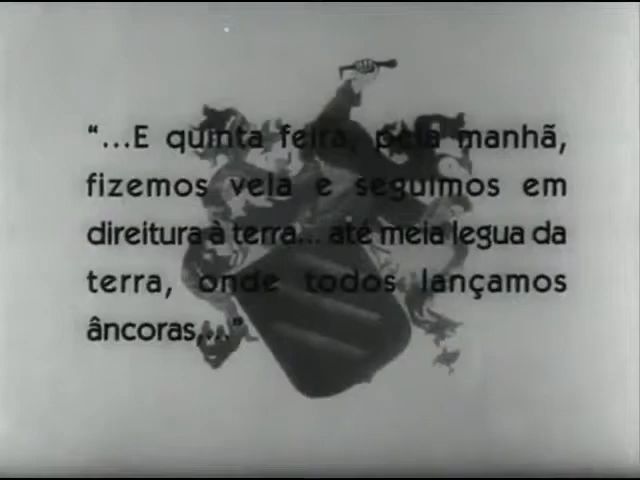 "...E quinta feira, pela manhã,
fizemos vela e seguimos em
direitura à terra... até meia legua da
terra, onde todos lançamos
âncoras,..."